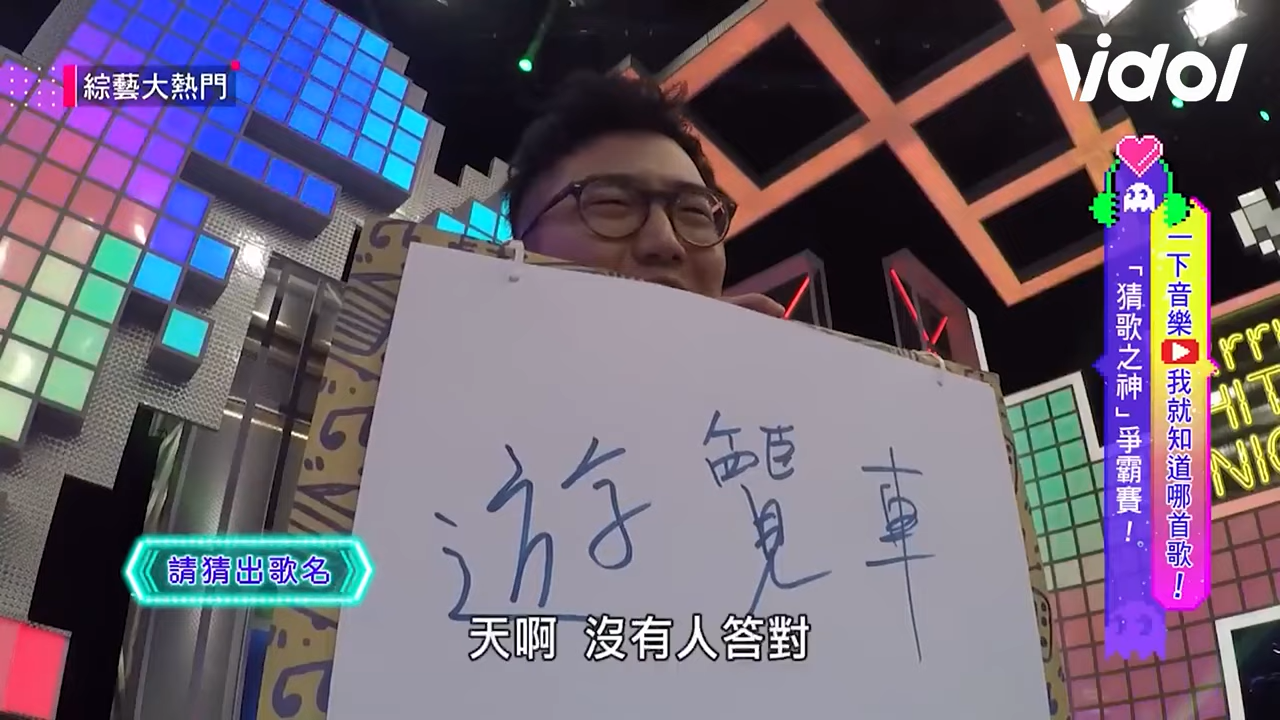 綜藝大熱門
Vidol
一下音樂我就知道哪首歌！
「猜歌之神」爭霸賽！
HIT
遊覽車
請猜出歌名
天啊 沒有人答對